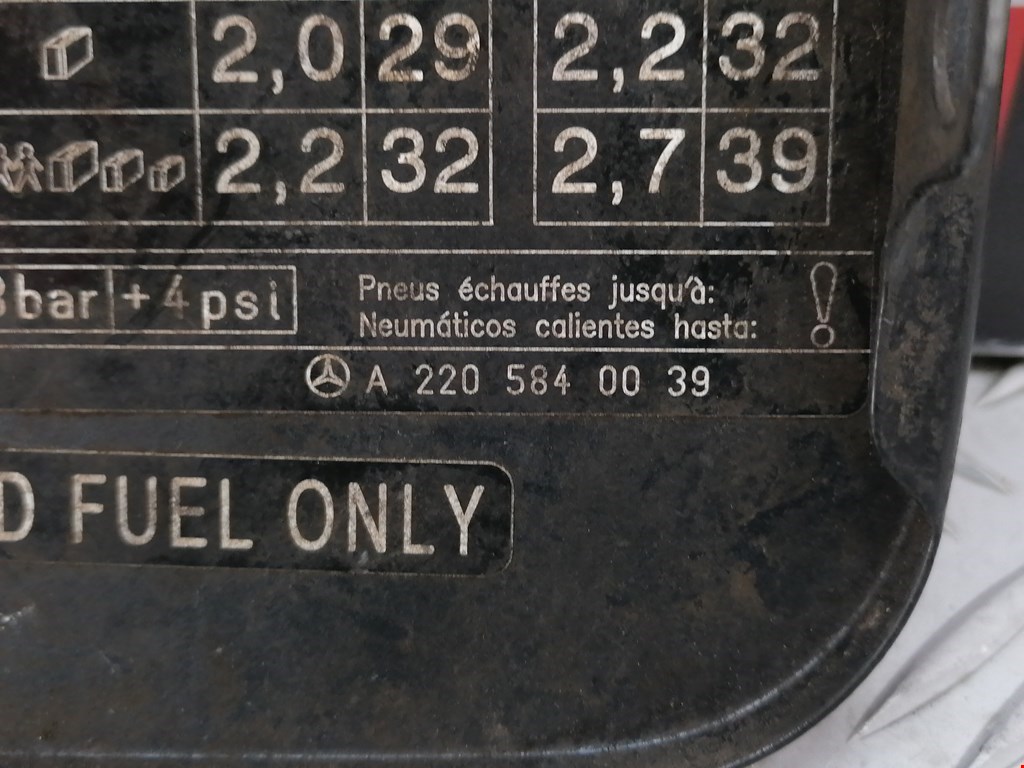 2,0 29 2,2 32
2,2 32 2,7 39
bar +4 psi
Pneus échauffes jusqu'à:
Neumáticos calientes hasta:
A 220 584 00 39
D FUEL ONLY